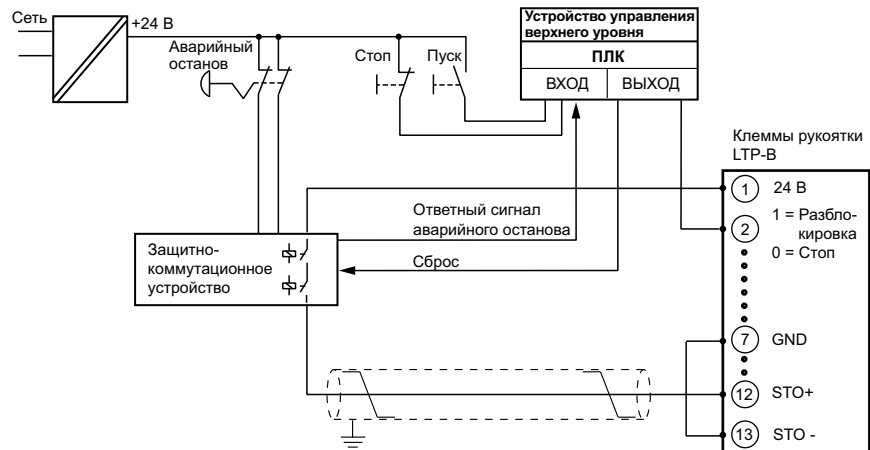 Сеть
+24 В
Аварийный
останов
Стоп
Пуск
Устройство управления
верхнего уровня
ПЛК
ВХОД
ВЫХОД
Клеммы рукоятки
LTP-B
1
24 В
2
1 = Разбло-
кировка
0 = Стоп
Ответный сигнал
аварийного останова
Сброс
Защитно-
коммутационное
устройство
7
GND
12
STO+
13
STO -